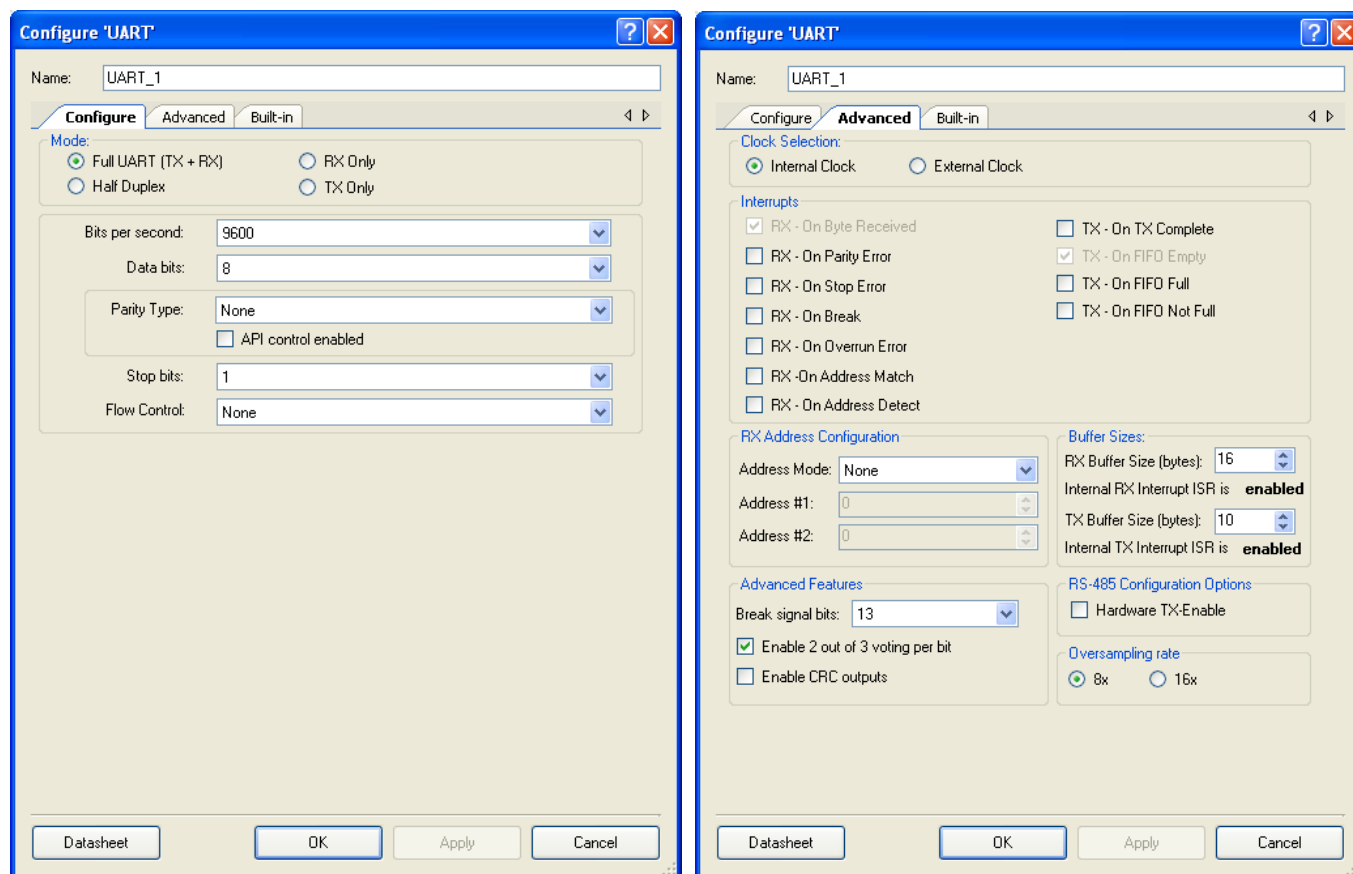 Configure 'UART'
Name: UART_1
Configure Advanced Built-in
Mode:
Full UART (TX + RX) RX Only
Half Duplex TX Only
Bits per second: 9600
Data bits: 8
Parity Type: None
API control enabled
Stop bits: 1
Flow Control: None
Datasheet OK Apply Cancel
Configure 'UART'
Name: UART_1
Configure Advanced Built-in
Clock Selection:
Internal Clock External Clock
Interrupts
RX - On Byte Received
RX - On Parity Error
RX - On Stop Error
RX - On Break
RX - On Overrun Error
RX -On Address Match
RX - On Address Detect
TX - On TX Complete
TX - On FIFO Empty
TX - On FIFO Full
TX - On FIFO Not Full
RX Address Configuration
Address Mode: None
Address #1: 0
Address #2: 0
Buffer Sizes:
RX Buffer Size (bytes): 16
Internal RX Interrupt ISR is enabled
TX Buffer Size (bytes): 10
Internal TX Interrupt ISR is enabled
Advanced Features
Break signal bits: 13
Enable 2 out of 3 voting per bit
Enable CRC outputs
RS-485 Configuration Options
Hardware TX-Enable
Oversampling rate
8x 16x
Datasheet OK Apply Cancel